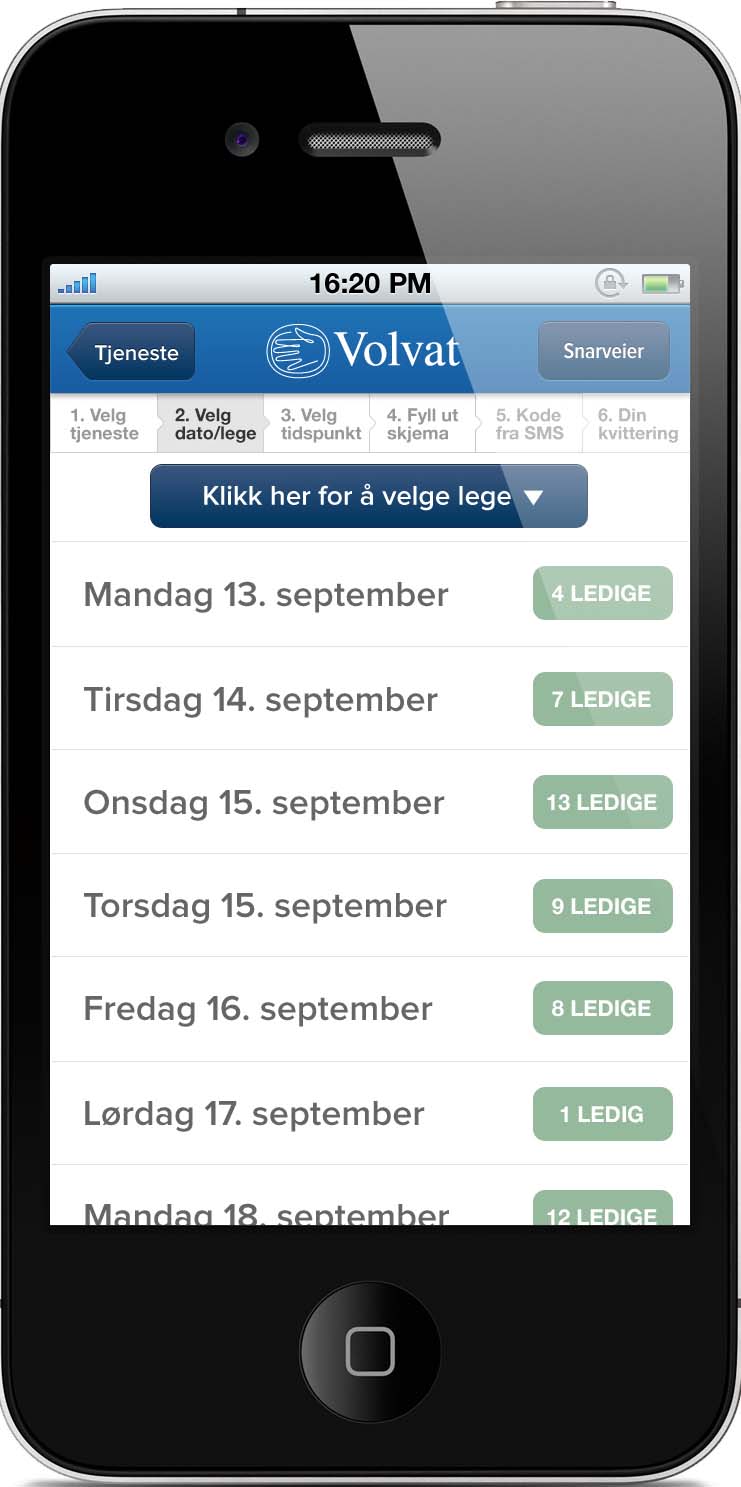 16:20 PM
Tjeneste
Volvat
Snarveier
1. Velg
tjeneste
2. Velg
dato/lege
3. Velg
tidspunkt
4. Fyll ut
skjema
5. Kode
fra SMS
6. Din
kvittering
Klikk her for å velge lege
Mandag 13. september
4 LEDIGE
Tirsdag 14. september
7 LEDIGE
Onsdag 15. september
13 LEDIGE
Torsdag 15. september
9 LEDIGE
Fredag 16. september
8 LEDIGE
Lørdag 17. september
1 LEDIG
Mandag 18. september
12 LEDIGE